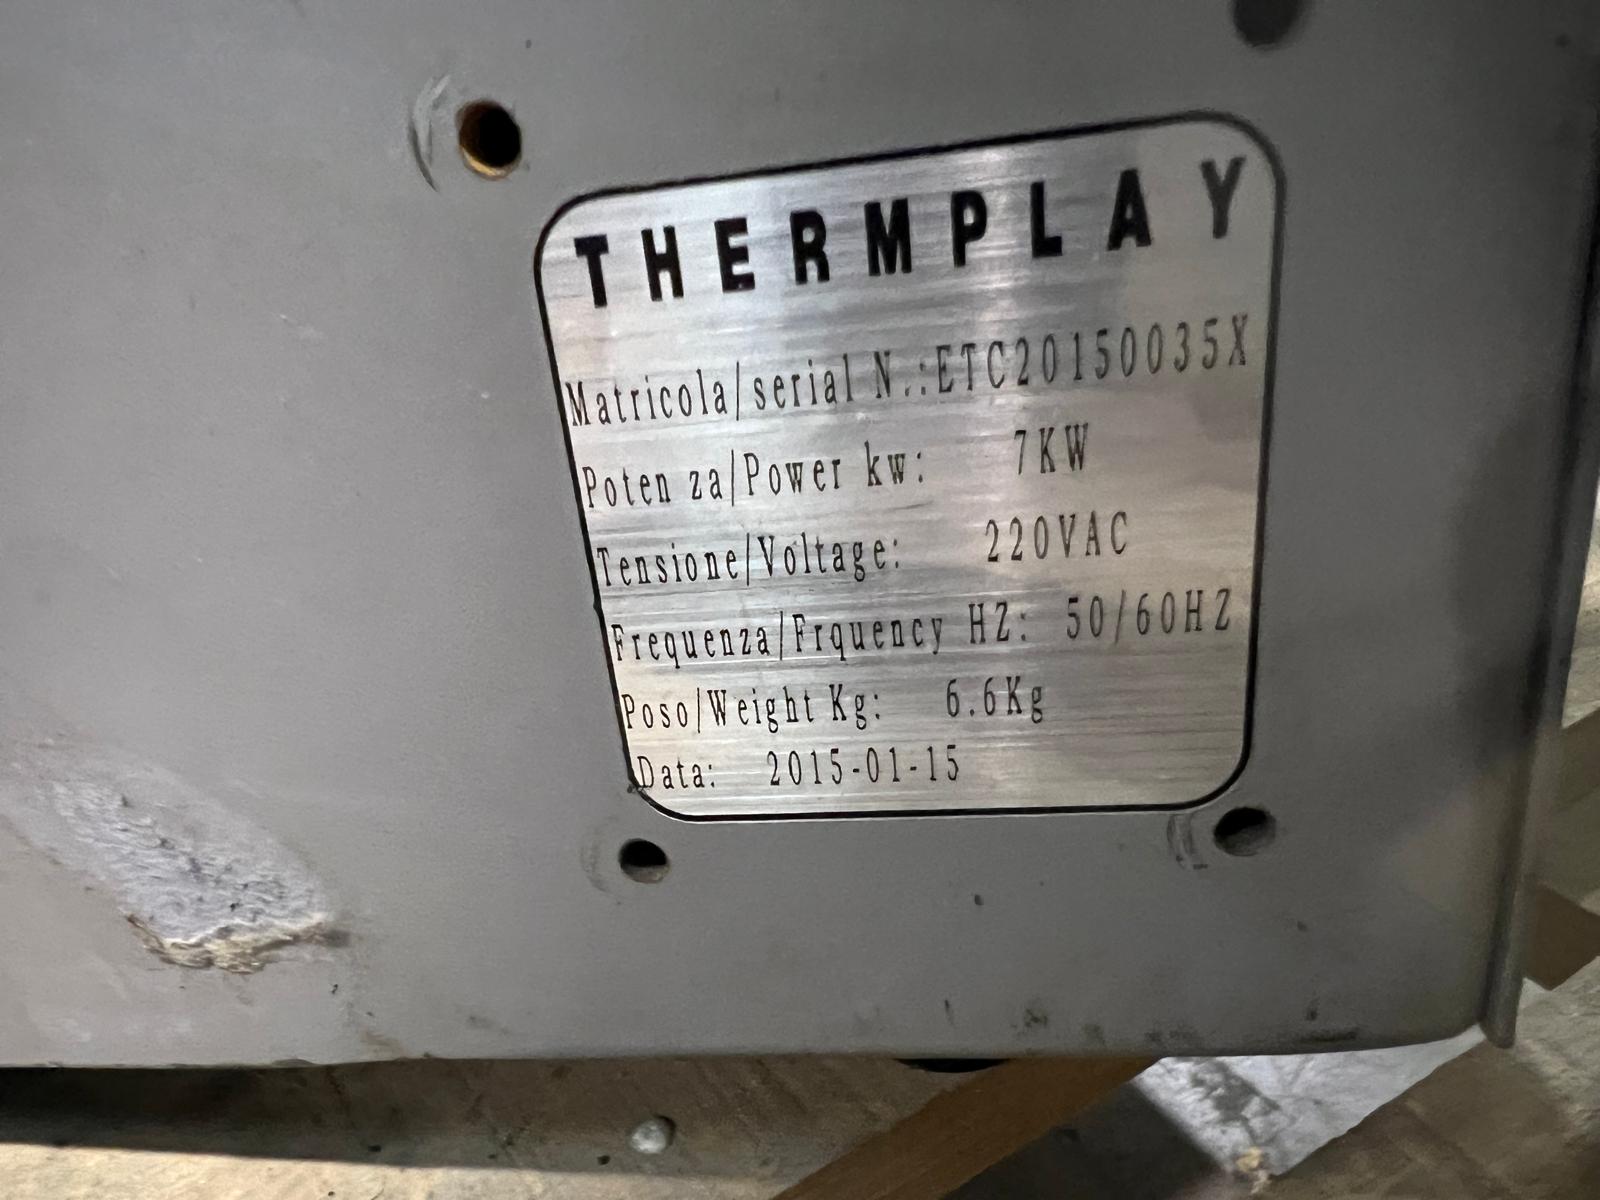 THERMPLAY
Matricola/serial N.:ETC20150035X
Poten za/Power kw: 7KW
Tensione/Voltage: 220VAC
Frequenza/Frquency HZ: 50/60HZ
Poso/Weight Kg: 6.6Kg
Data: 2015-01-15